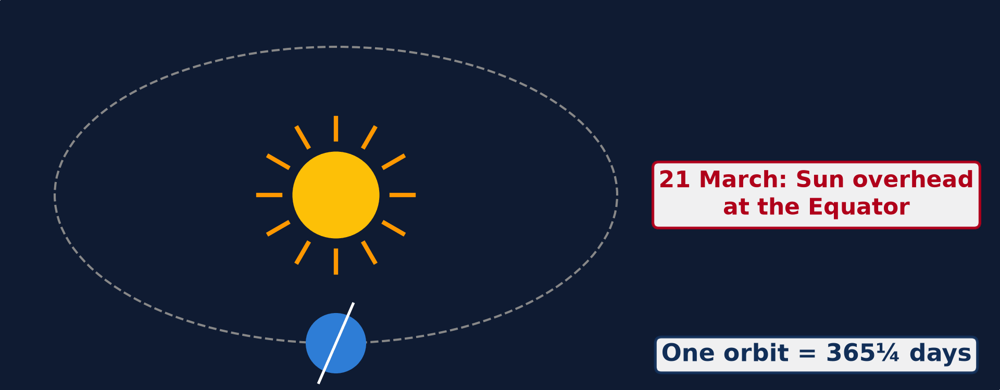 21 March: Sun overhead
at the Equator
One orbit = 365¼ days